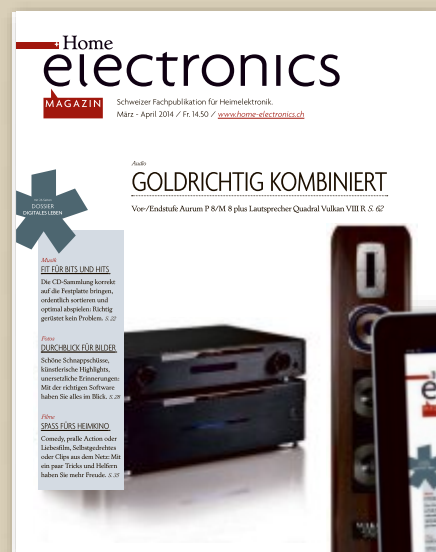 Home
electronics
MAGAZIN
Schweizer Fachpublikation für Heimelektronik.
März - April 2014 / Fr. 14.50 / www.home-electronics.ch
Audio
GOLDRICHTIG KOMBINIERT
Vor-/Endstufe Aurum P 8/M 8 plus Lautsprecher Quadral Vulkan VIII R S. 62
DOSSIER
DIGITALES LEBEN
Musik
FIT FÜR BITS UND HITS
Die CD-Sammlung korrekt
auf die Festplatte bringen,
ordentlich sortieren und
optimal abspielen: Richtig
gerüstet kein Problem. S. 22
Fotos
DURCHBLICK FÜR BILDER
Schöne Schnappschüsse,
künstlerische Highlights,
unersetzliche Erinnerungen:
Mit der richtigen Software
haben Sie alles im Blick. S. 28
Filme
SPASS FÜRS HEIMKINO
Comedy, pralle Action oder
Liebesfilm, Selbstgedrehtes
oder Clips aus dem Netz: Mit
ein paar Tricks und Helfern
haben Sie mehr Freude. S. 35